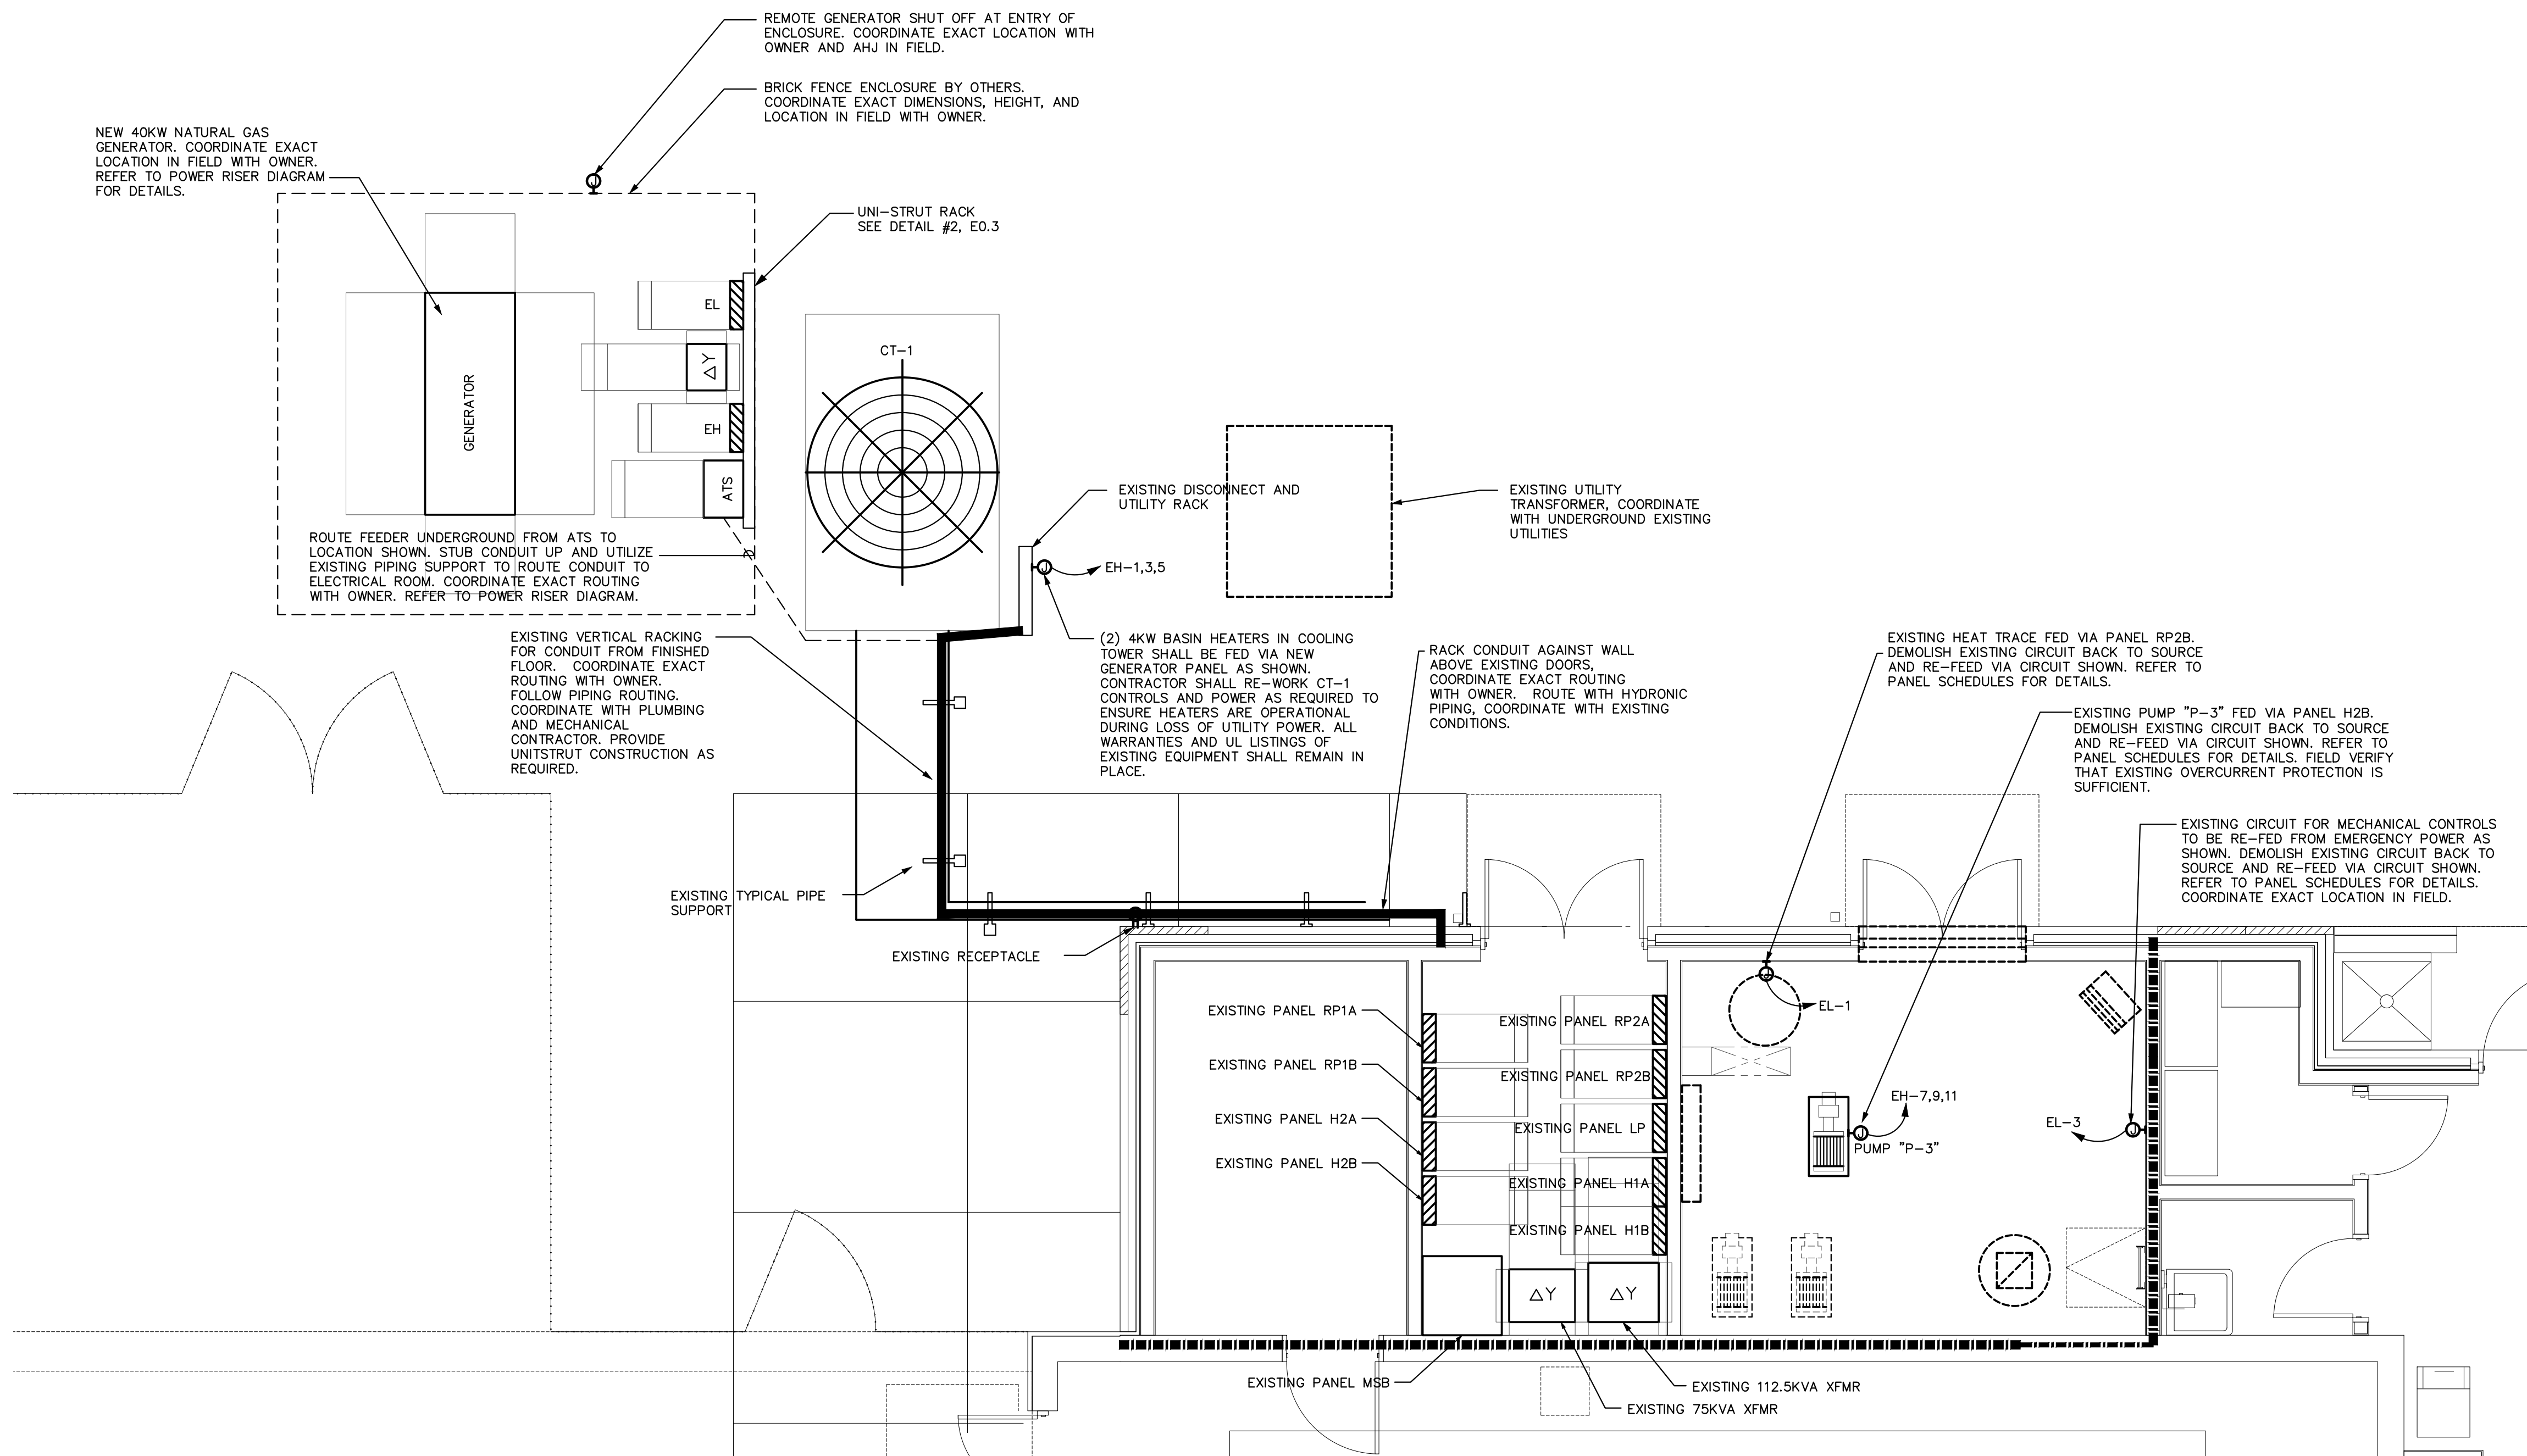 REMOTE GENERATOR SHUT OFF AT ENTRY OF
ENCLOSURE. COORDINATE EXACT LOCATION WITH
OWNER AND AHJ IN FIELD.
BRICK FENCE ENCLOSURE BY OTHERS.
COORDINATE EXACT DIMENSIONS, HEIGHT, AND
LOCATION IN FIELD WITH OWNER.
NEW 40KW NATURAL GAS
GENERATOR. COORDINATE EXACT
LOCATION IN FIELD WITH OWNER.
REFER TO POWER RISER DIAGRAM
FOR DETAILS.
J
UNI-STRUT RACK
SEE DETAIL #2, E0.3
EL
△Y
EH
ATS
GENERATOR
CT-1
EXISTING DISCONNECT AND
UTILITY RACK
EXISTING UTILITY
TRANSFORMER, COORDINATE
WITH UNDERGROUND EXISTING
UTILITIES
ROUTE FEEDER UNDERGROUND FROM ATS TO
LOCATION SHOWN. STUB CONDUIT UP AND UTILIZE
EXISTING PIPING SUPPORT TO ROUTE CONDUIT TO
ELECTRICAL ROOM. COORDINATE EXACT ROUTING
WITH OWNER. REFER TO POWER RISER DIAGRAM.
J
EH-1,3,5
EXISTING VERTICAL RACKING
FOR CONDUIT FROM FINISHED
FLOOR. COORDINATE EXACT
ROUTING WITH OWNER.
FOLLOW PIPING ROUTING.
COORDINATE WITH PLUMBING
AND MECHANICAL
CONTRACTOR. PROVIDE
UNITSTRUT CONSTRUCTION AS
REQUIRED.
(2) 4KW BASIN HEATERS IN COOLING
TOWER SHALL BE FED VIA NEW
GENERATOR PANEL AS SHOWN.
CONTRACTOR SHALL RE-WORK CT-1
CONTROLS AND POWER AS REQUIRED TO
ENSURE HEATERS ARE OPERATIONAL
DURING LOSS OF UTILITY POWER. ALL
WARRANTIES AND UL LISTINGS OF
EXISTING EQUIPMENT SHALL REMAIN IN
PLACE.
RACK CONDUIT AGAINST WALL
ABOVE EXISTING DOORS,
COORDINATE EXACT ROUTING
WITH OWNER. ROUTE WITH HYDRONIC
PIPING, COORDINATE WITH EXISTING
CONDITIONS.
EXISTING HEAT TRACE FED VIA PANEL RP2B.
DEMOLISH EXISTING CIRCUIT BACK TO SOURCE
AND RE-FEED VIA CIRCUIT SHOWN. REFER TO
PANEL SCHEDULES FOR DETAILS.
EXISTING PUMP "P-3" FED VIA PANEL H2B.
DEMOLISH EXISTING CIRCUIT BACK TO SOURCE
AND RE-FEED VIA CIRCUIT SHOWN. REFER TO
PANEL SCHEDULES FOR DETAILS. FIELD VERIFY
THAT EXISTING OVERCURRENT PROTECTION IS
SUFFICIENT.
EXISTING CIRCUIT FOR MECHANICAL CONTROLS
TO BE RE-FED FROM EMERGENCY POWER AS
SHOWN. DEMOLISH EXISTING CIRCUIT BACK TO
SOURCE AND RE-FEED VIA CIRCUIT SHOWN.
REFER TO PANEL SCHEDULES FOR DETAILS.
COORDINATE EXACT LOCATION IN FIELD.
EXISTING TYPICAL PIPE
SUPPORT
EXISTING RECEPTACLE
J
EL-1
EXISTING PANEL RP1A
EXISTING PANEL RP1B
EXISTING PANEL H2A
EXISTING PANEL H2B
EXISTING PANEL RP2A
EXISTING PANEL RP2B
EXISTING PANEL LP
EXISTING PANEL H1A
EXISTING PANEL H1B
EH-7,9,11
J
PUMP "P-3"
EL-3
J
△Y
△Y
EXISTING PANEL MSB
EXISTING 112.5KVA XFMR
EXISTING 75KVA XFMR